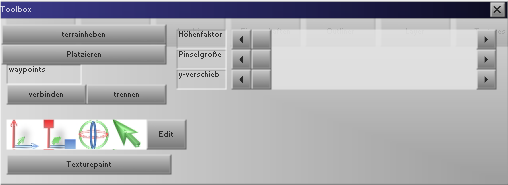 Toolbox
terrainheben
Höhenfaktor
Platzieren
Pinselgröße
waypoints
y-verschieb
verbinden
trennen
Edit
Texturepaint